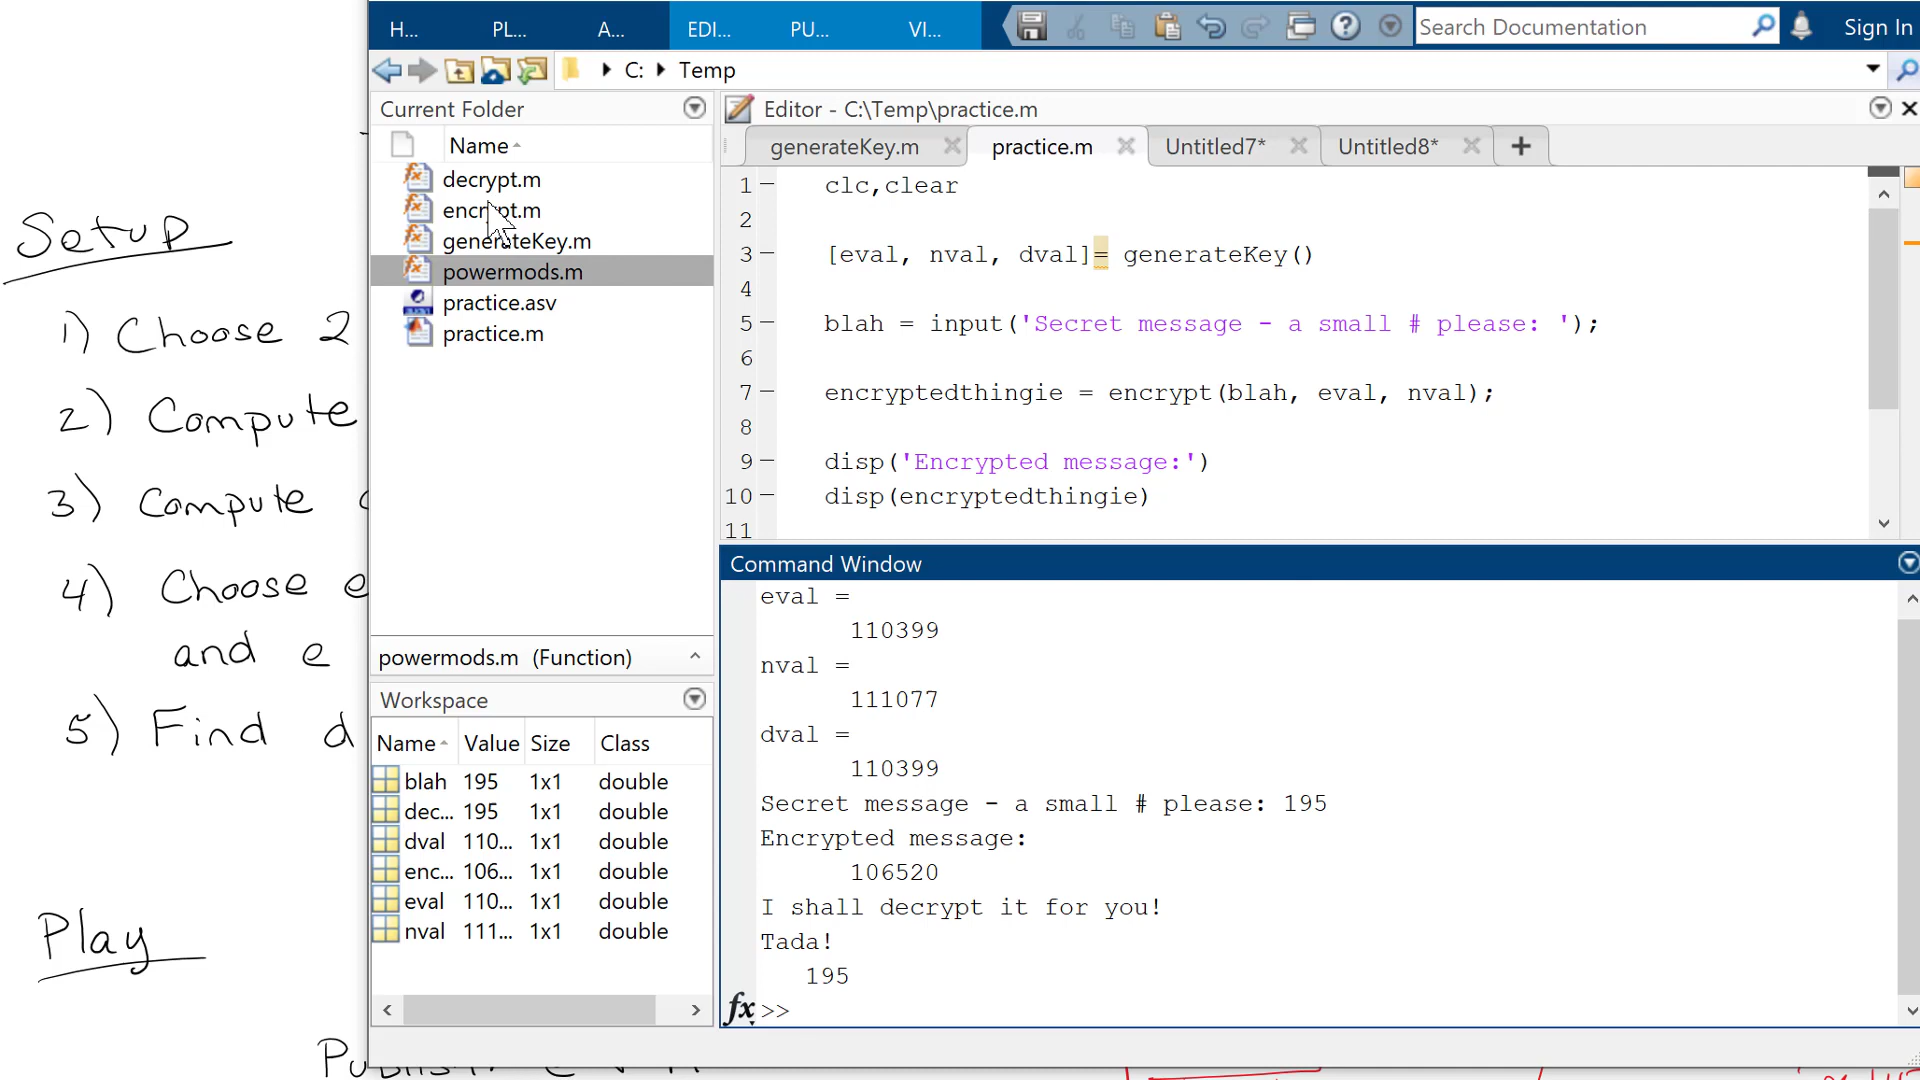 H... PL... A... EDI... PU... VI... Search Documentation Sign In
C: Temp
Current Folder
Name
decrypt.m
encrypt.m
generateKey.m
powermods.m
practice.asv
practice.m
powermods.m (Function)
Workspace
Name Value Size Class
blah 195 1x1 double
dec... 195 1x1 double
dval 110... 1x1 double
enc... 106... 1x1 double
eval 110... 1x1 double
nval 111... 1x1 double
Editor - C:\Temp\practice.m
generateKey.m practice.m Untitled7* Untitled8* +
1 clc,clear
2
3 [eval, nval, dval]= generateKey()
4
5 blah = input('Secret message - a small # please: ');
6
7 encryptedthingie = encrypt(blah, eval, nval);
8
9 disp('Encrypted message:')
10 disp(encryptedthingie)
11
Command Window
eval =
110399
nval =
111077
dval =
110399
Secret message - a small # please: 195
Encrypted message:
106520
I shall decrypt it for you!
Tada!
195
fx >>
Setup
1) Choose 2
2) Compute
3) Compute
4) Choose e
and e
5) Find d
Play